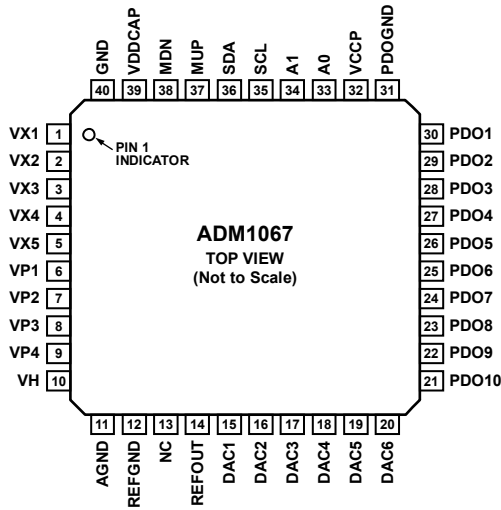 GND
VDDCAP
MDN
MUP
SDA
SCL
A1
A0
VCCP
PDOGND
40
39
38
37
36
35
34
33
32
31
VX1 1
VX2 2
VX3 3
VX4 4
VX5 5
VP1 6
VP2 7
VP3 8
VP4 9
VH 10
PIN 1
INDICATOR
ADM1067
TOP VIEW
(Not to Scale)
30 PDO1
29 PDO2
28 PDO3
27 PDO4
26 PDO5
25 PDO6
24 PDO7
23 PDO8
22 PDO9
21 PDO10
11
12
13
14
15
16
17
18
19
20
AGND
REFGND
NC
REFOUT
DAC1
DAC2
DAC3
DAC4
DAC5
DAC6